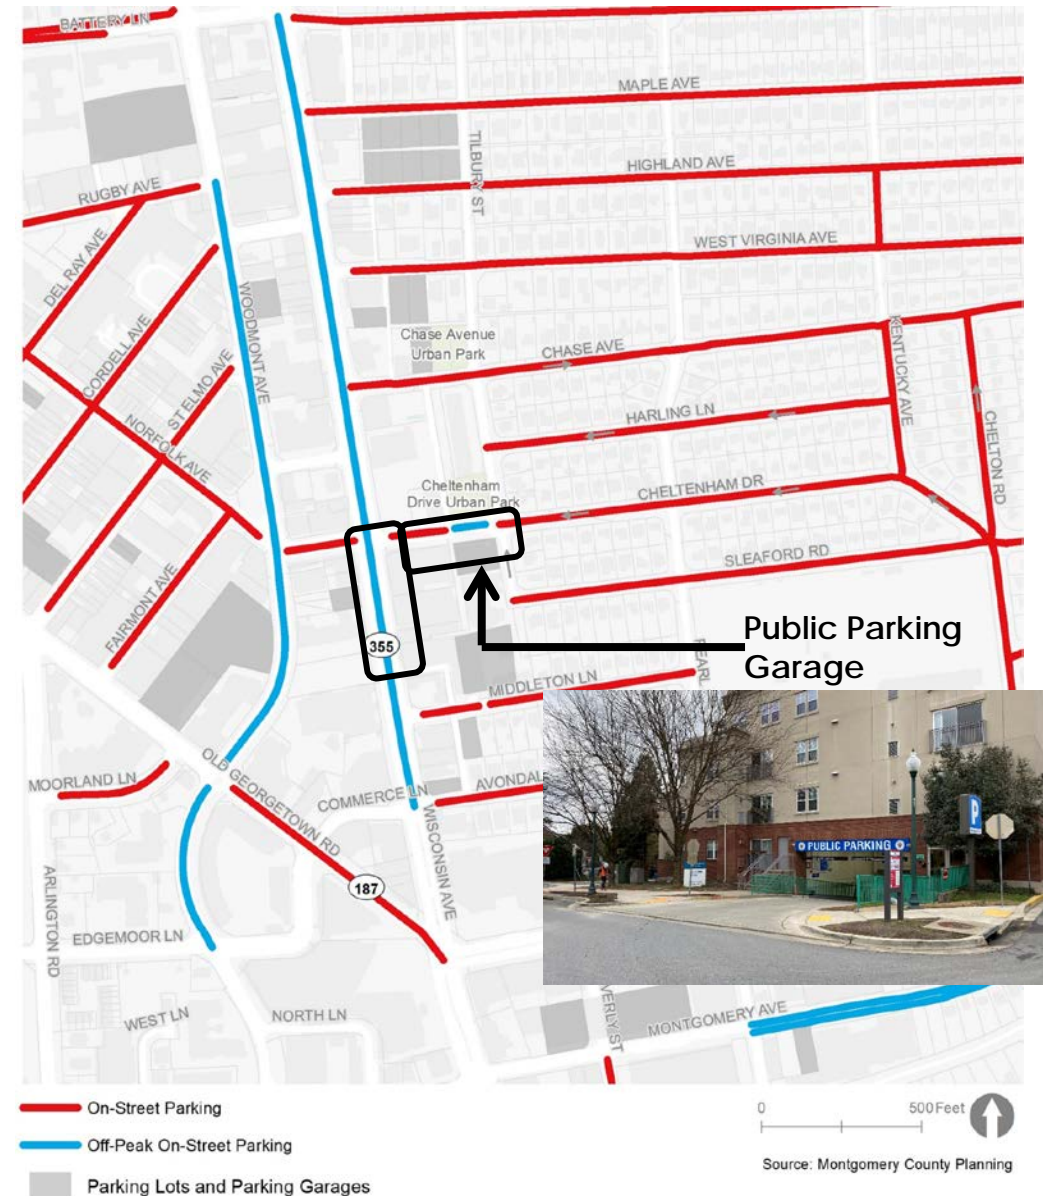 BATTERY LN
MAPLE AVE
TILBURY ST
HIGHLAND AVE
RUGBY AVE
DEL RAY AVE
WEST VIRGINIA AVE
WOODMONT AVE
CORDELL AVE
ST ELMO AVE
Chase Avenue
Urban Park
CHASE AVE
KENTUCKY AVE
NORFOLK AVE
HARLING LN
CHELTON RD
Cheltenham
Drive Urban Park
CHELTENHAM DR
SLEAFORD RD
FAIRMONT AVE
355
Public Parking
Garage
PEARL
MIDDLETON LN
OLD GEORGETOWN RD
MOORLAND LN
COMMERCE LN
AVONDAL
WISCONSIN AVE
P
PUBLIC PARKING
187
ARLINGTON RD
EDGEMOOR LN
WEST LN
NORTH LN
VERLY ST
MONTGOMERY AVE
On-Street Parking
0 500 Feet
Off-Peak On-Street Parking
Source: Montgomery County Planning
Parking Lots and Parking Garages